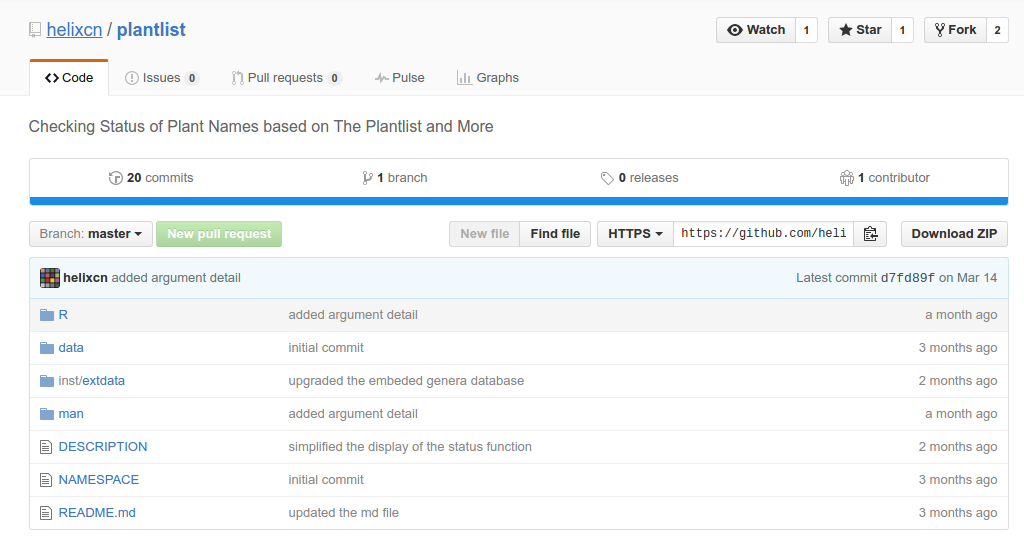 helixcn / plantlist
Watch 1 Star 1 Fork 2
Code Issues 0 Pull requests 0 Pulse Graphs
Checking Status of Plant Names based on The Plantlist and More
20 commits 1 branch 0 releases 1 contributor
Branch: master New pull request New file Find file HTTPS https://github.com/heli Download ZIP
helixcn added argument detail Latest commit d7fd89f on Mar 14
R added argument detail a month ago
data initial commit 3 months ago
inst/extdata upgraded the embeded genera database 2 months ago
man added argument detail a month ago
DESCRIPTION simplified the display of the status function 2 months ago
NAMESPACE initial commit 3 months ago
README.md updated the md file 3 months ago